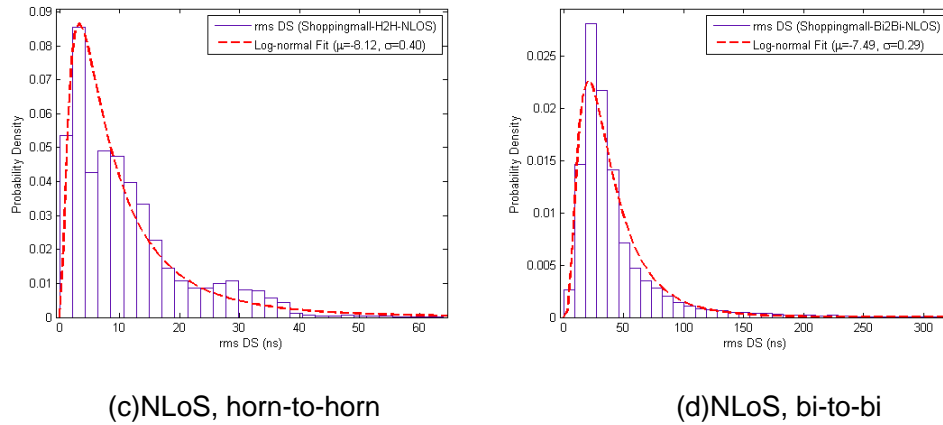 rms DS (Shoppingmall-H2H-NLOS)
Log-normal Fit (μ=-8.12, σ=0.40)
0.09
0.08
0.07
0.06
0.05
0.04
0.03
0.02
0.01
0
Probability Density
0 10 20 30 40 50 60
rms DS (ns)
(c)NLoS, horn-to-horn
rms DS (Shoppingmall-Bi2Bi-NLOS)
Log-normal Fit (μ=-7.49, σ=0.29)
0.025
0.02
0.015
0.01
0.005
0
Probability Density
0 50 100 150 200 250 300
rms DS (ns)
(d)NLoS, bi-to-bi